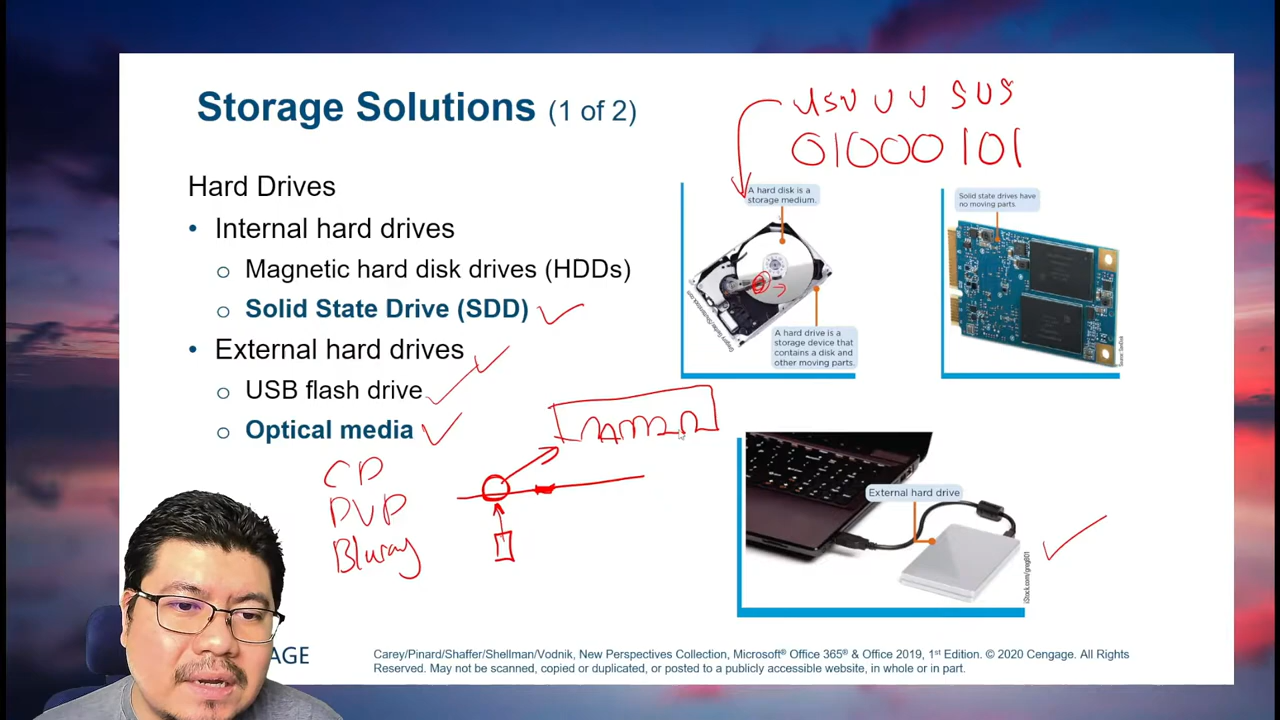 Storage Solutions (1 of 2)
Hard Drives
• Internal hard drives
o Magnetic hard disk drives (HDDs)
o Solid State Drive (SDD)
• External hard drives
o USB flash drive
o Optical media
CD
DVD
Bluray
01000101
A hard disk is a
storage medium.
A hard drive is a
storage device that
contains a disk and
other moving parts.
Solid state drives have
no moving parts.
External hard drive
iStock.com/greg801
AGE
Carey/Pinard/Shaffer/Shellman/Vodnik, New Perspectives Collection, Microsoft® Office 365® & Office 2019, 1st Edition. © 2020 Cengage. All Rights
Reserved. May not be scanned, copied or duplicated, or posted to a publicly accessible website, in whole or in part.